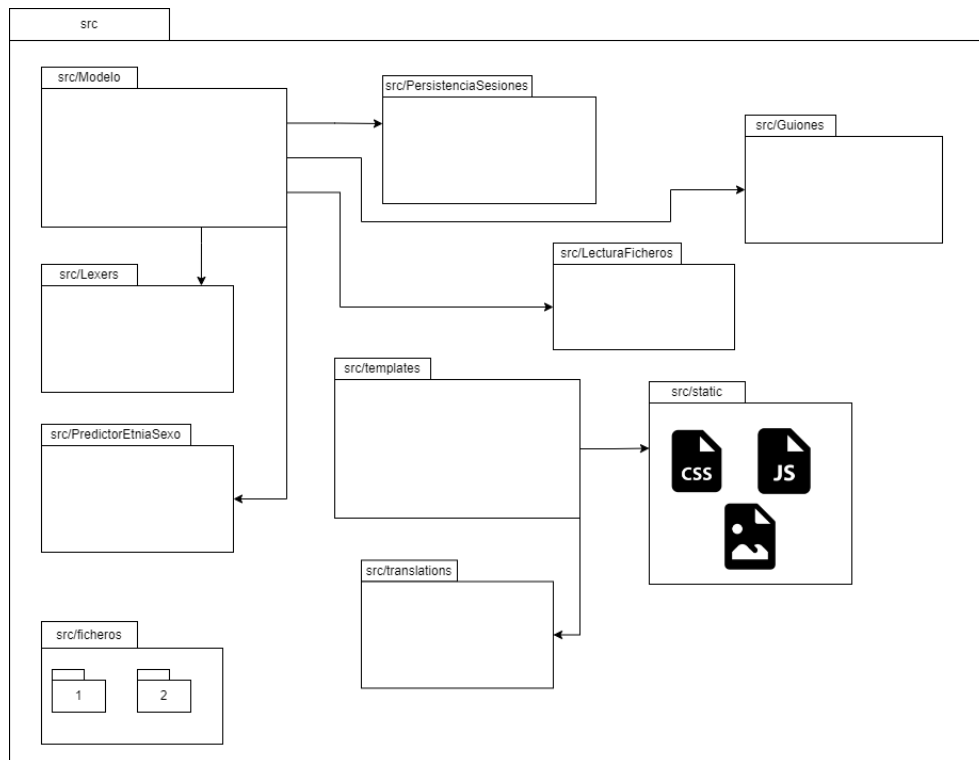 src
src/Modelo
src/PersistenciaSesiones
src/Guiones
src/LecturaFicheros
src/Lexers
src/templates
src/static
CSS
JS
src/PredictorEtniaSexo
src/translations
src/ficheros
1
2